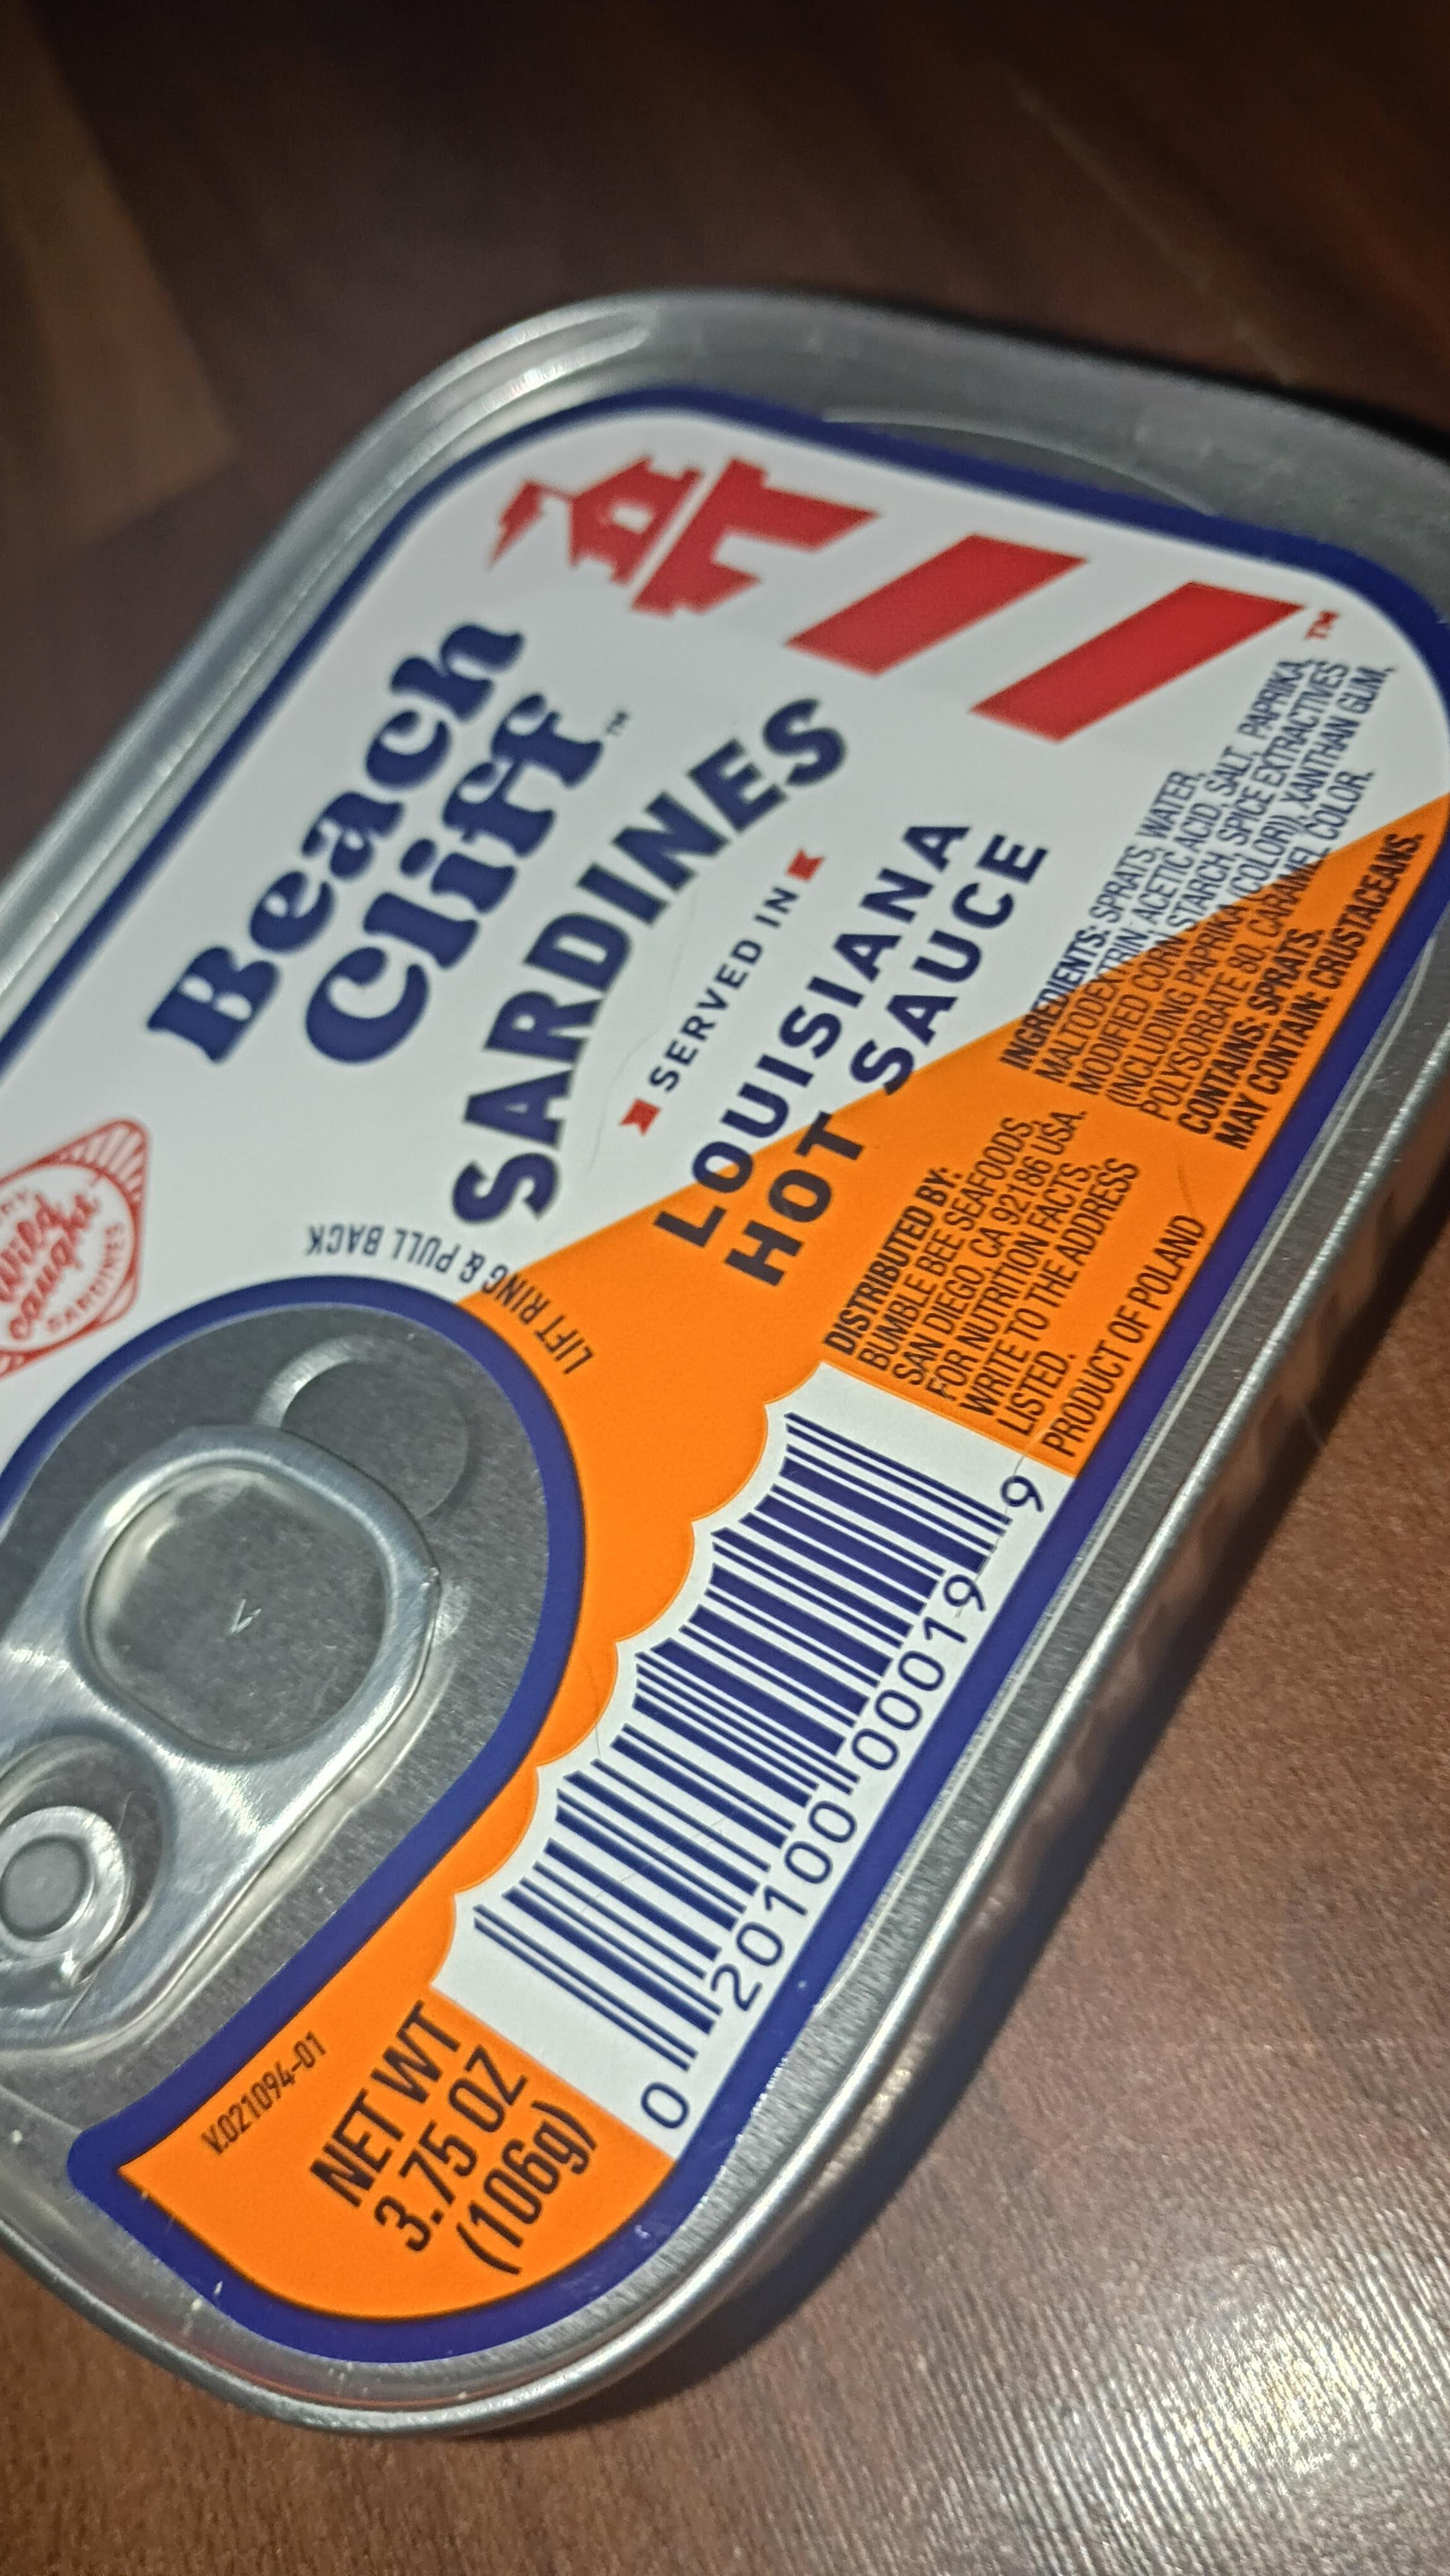 Beach
Cliff™
SARDINES
SERVED IN
LOUISIANA
HOT SAUCE
™
INGREDIENTS: SPRATS, WATER,
MALTODEXTRIN, ACETIC ACID, SALT, PAPRIKA,
MODIFIED CORN STARCH, SPICE EXTRACTIVES
(INCLUDING PAPRIKA (COLOR)), XANTHAN GUM,
POLYSORBATE 80, CARAMEL COLOR.
CONTAINS: SPRATS.
MAY CONTAIN: CRUSTACEANS.
DISTRIBUTED BY:
BUMBLE BEE SEAFOODS,
SAN DIEGO, CA 92186 USA.
FOR NUTRITION FACTS,
WRITE TO THE ADDRESS
LISTED.
PRODUCT OF POLAND
Wild
caught
SARDINES
LIFT RING & PULL BACK
0 20100 00019 9
V.021094-01
NET WT
3.75 OZ
(106g)